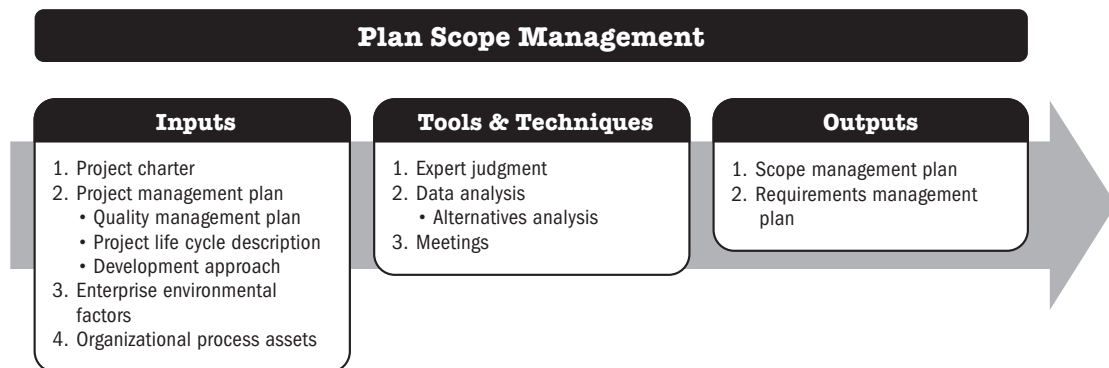 Plan Scope Management
Inputs
1. Project charter
2. Project management plan
• Quality management plan
• Project life cycle description
• Development approach
3. Enterprise environmental
factors
4. Organizational process assets
Tools & Techniques
1. Expert judgment
2. Data analysis
• Alternatives analysis
3. Meetings
Outputs
1. Scope management plan
2. Requirements management
plan